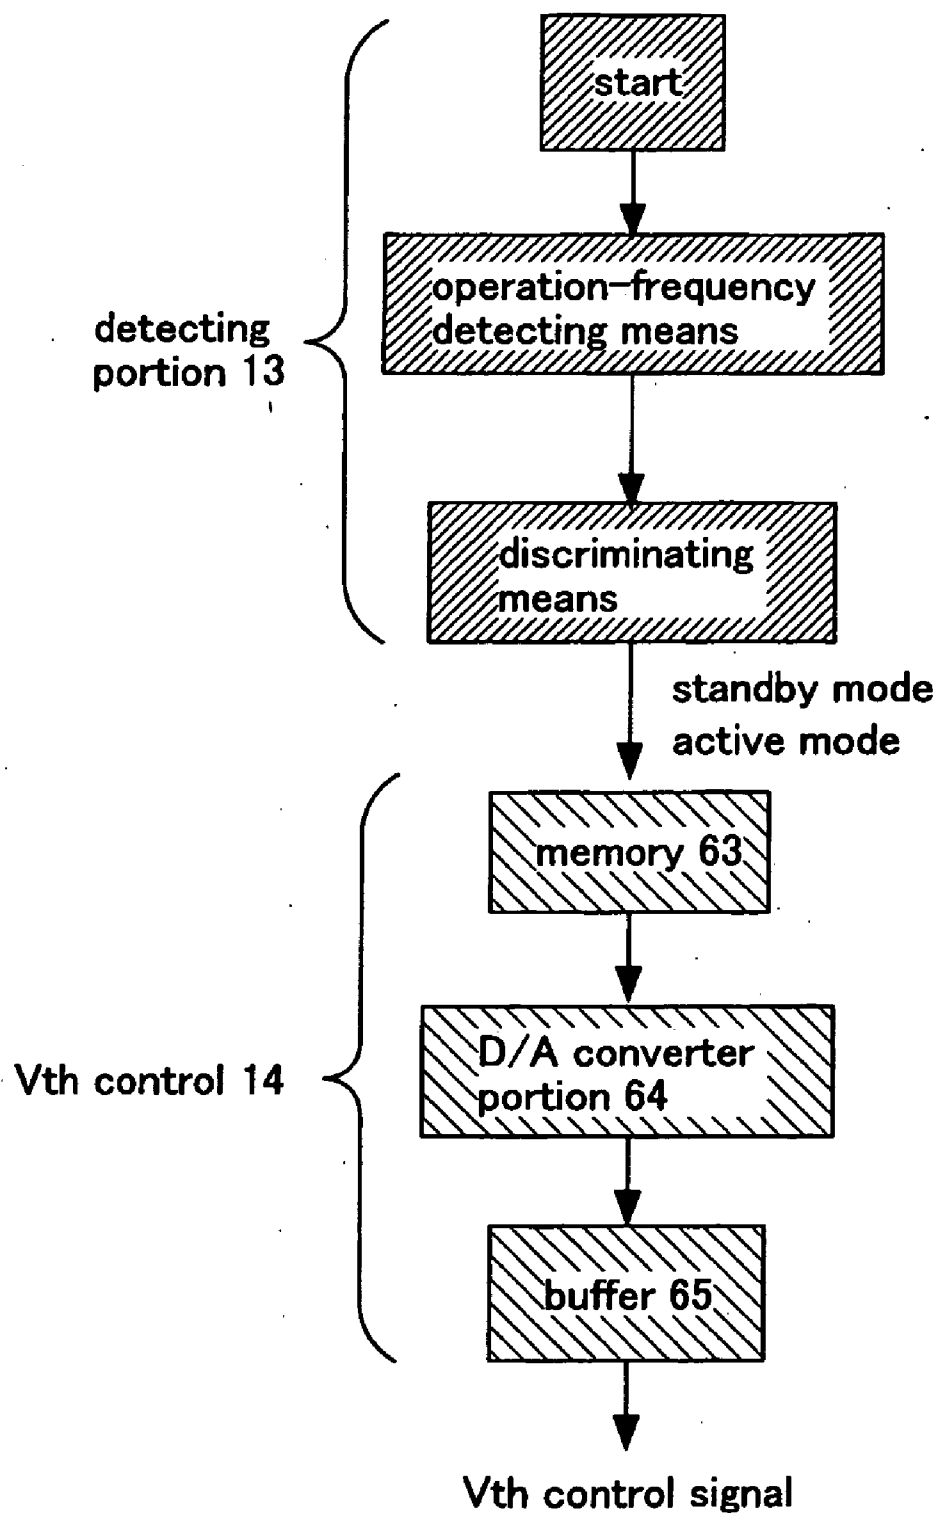 start
operation-frequency
detecting means
detecting
portion 13
discriminating
means
standby mode
active mode
memory 63
D/A converter
portion 64
Vth control 14
buffer 65
Vth control signal